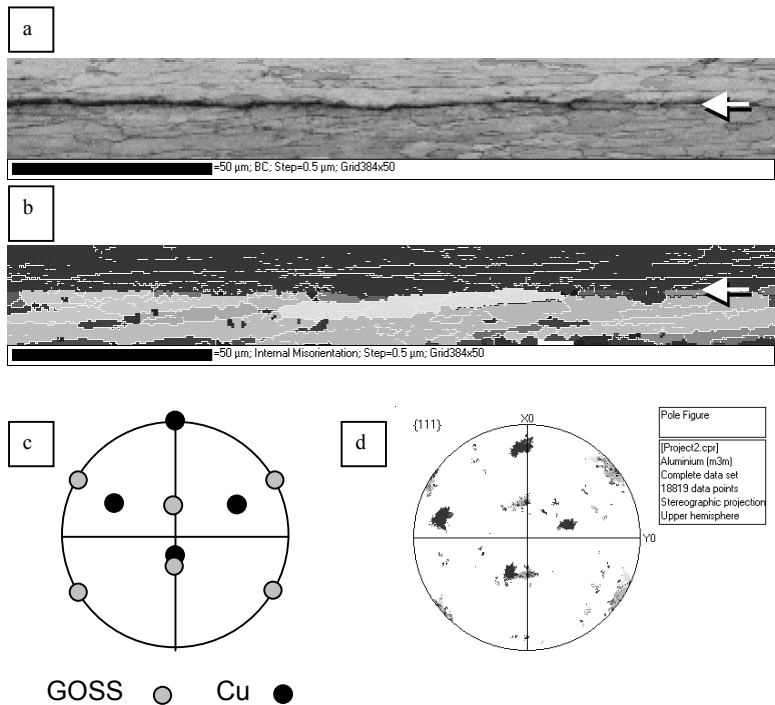 a
=50 µm; BC; Step=0.5 µm; Grid384x50
b
=50 µm; Internal Misorientation; Step=0.5 µm; Grid384x50
c
d
{111}
X0
Y0
Pole Figure
[Project2.cpr]
Aluminium (m3m)
Complete data set
18819 data points
Stereographic projection
Upper hemisphere
GOSS
Cu